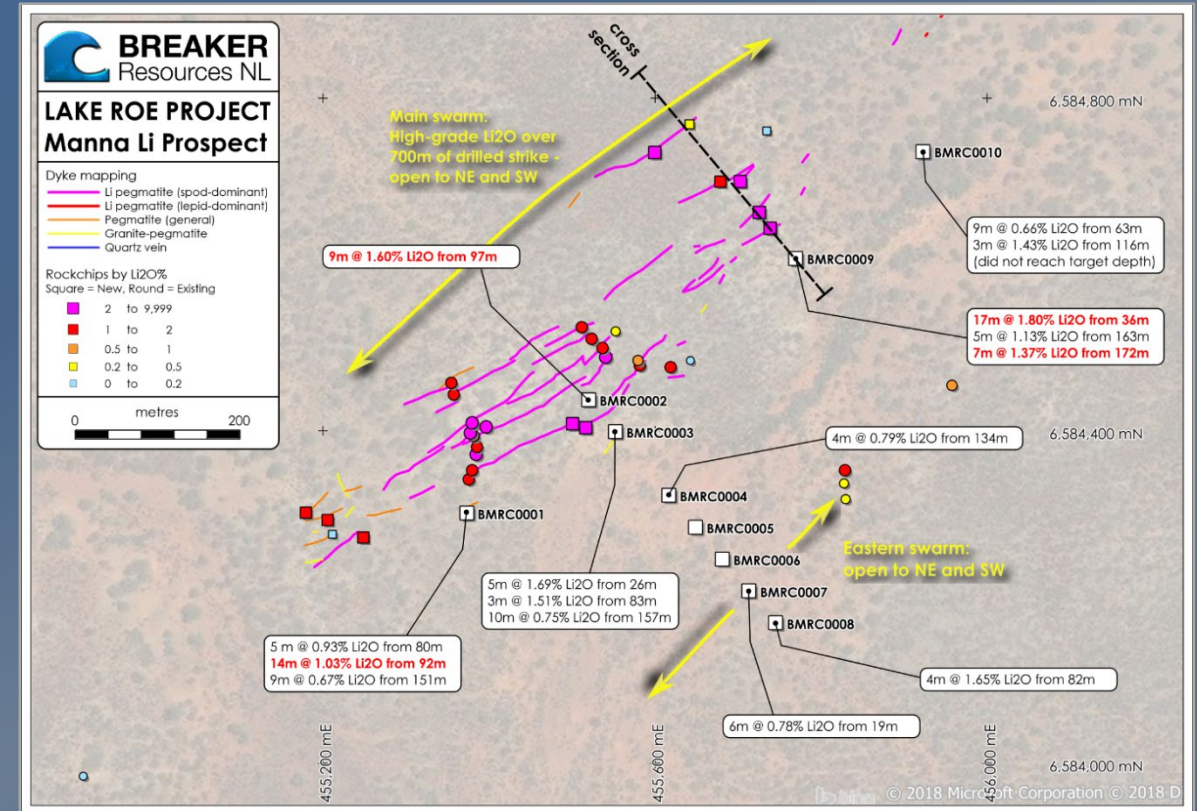 BREAKER
Resources NL
LAKE ROE PROJECT
Manna Li Prospect
Dyke mapping
Li pegmatite (spod-dominant)
Li pegmatite (lepid-dominant)
Pegmatite (general)
Granite-pegmatite
Quartz vein
Rockchips by Li2O%
Square = New, Round = Existing
2 to 9,999
1 to 2
0.5 to 1
0.2 to 0.5
0 to 0.2
metres
0 200
cross
section
Main swarm:
High-grade Li2O over
700m of drilled strike -
open to NE and SW
6,584,800 mN
BMRC0010
9m @ 0.66% Li2O from 63m
3m @ 1.43% Li2O from 116m
(did not reach target depth)
9m @ 1.60% Li2O from 97m
BMRC0009
17m @ 1.80% Li2O from 36m
5m @ 1.13% Li2O from 163m
7m @ 1.37% Li2O from 172m
BMRC0002
BMRC0003
6,584,400 mN
4m @ 0.79% Li2O from 134m
BMRC0004
BMRC0001
BMRC0005
BMRC0006
Eastern swarm:
open to NE and SW
BMRC0007
BMRC0008
5m @ 1.69% Li2O from 26m
3m @ 1.51% Li2O from 83m
10m @ 0.75% Li2O from 157m
5 m @ 0.93% Li2O from 80m
14m @ 1.03% Li2O from 92m
9m @ 0.67% Li2O from 151m
4m @ 1.65% Li2O from 82m
6m @ 0.78% Li2O from 19m
455,200 mE
455,600 mE
456,000 mE
6,584,000 mN
© 2018 Microsoft Corporation © 2018 D